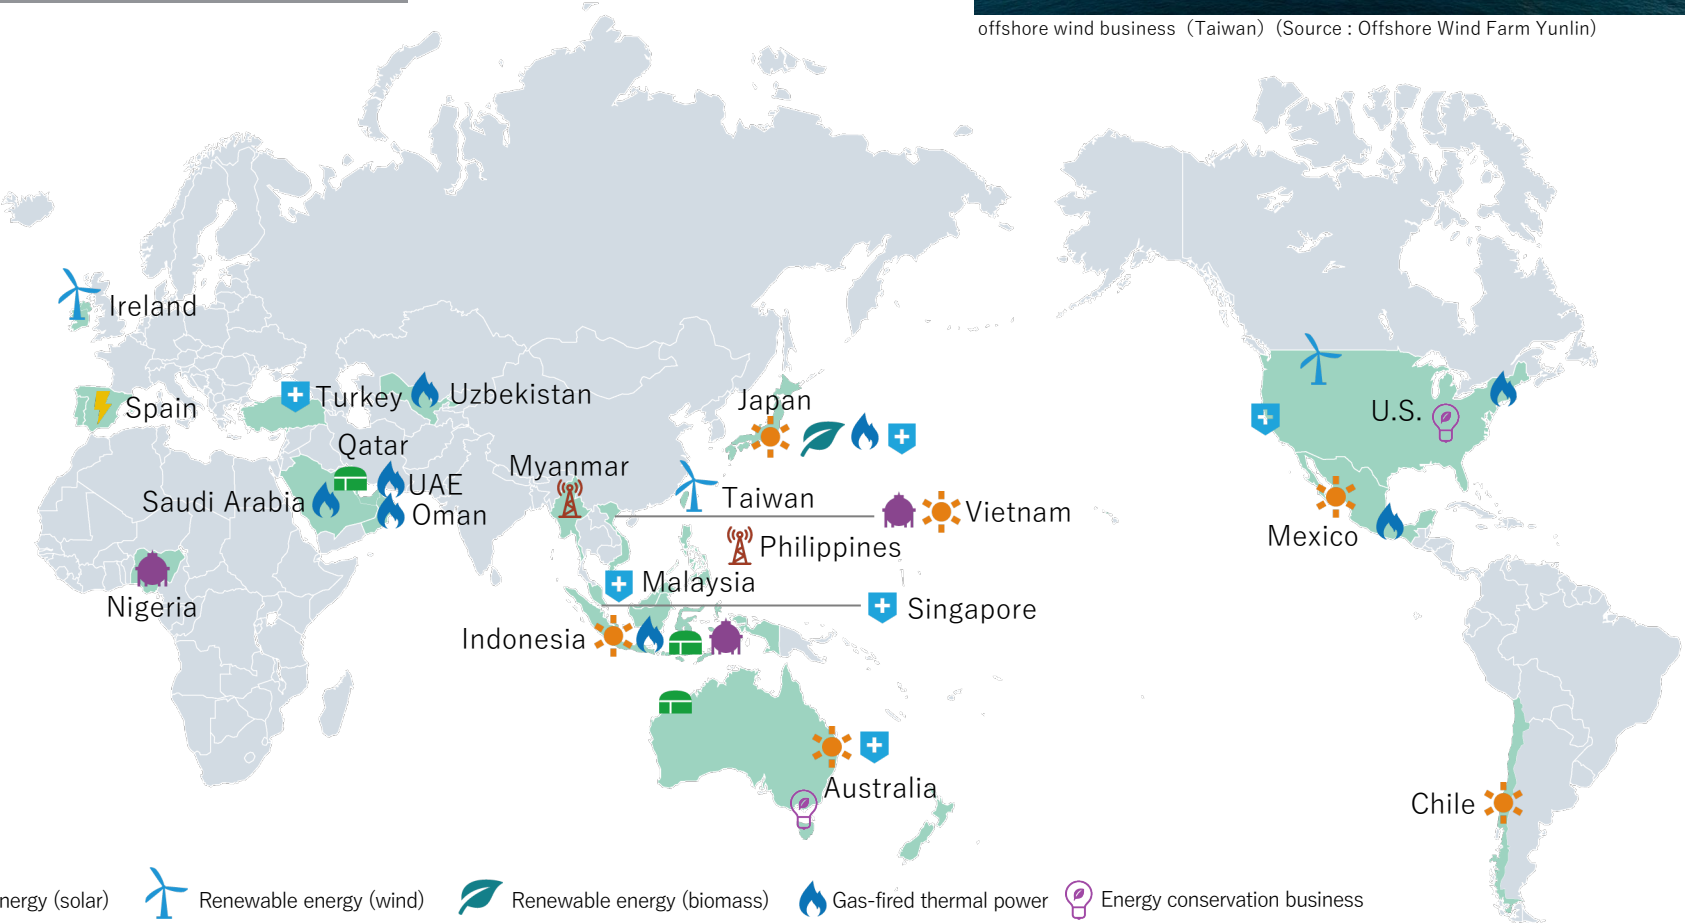 offshore wind business（Taiwan）(Source : Offshore Wind Farm Yunlin)
Ireland
Spain
Turkey
Uzbekistan
Japan
Qatar
Myanmar
UAE
Saudi Arabia
Oman
Taiwan
Vietnam
Philippines
Malaysia
Nigeria
Singapore
Indonesia
Australia
U.S.
Mexico
Chile
nergy (solar)
Renewable energy (wind)
Renewable energy (biomass)
Gas-fired thermal power
Energy conservation business